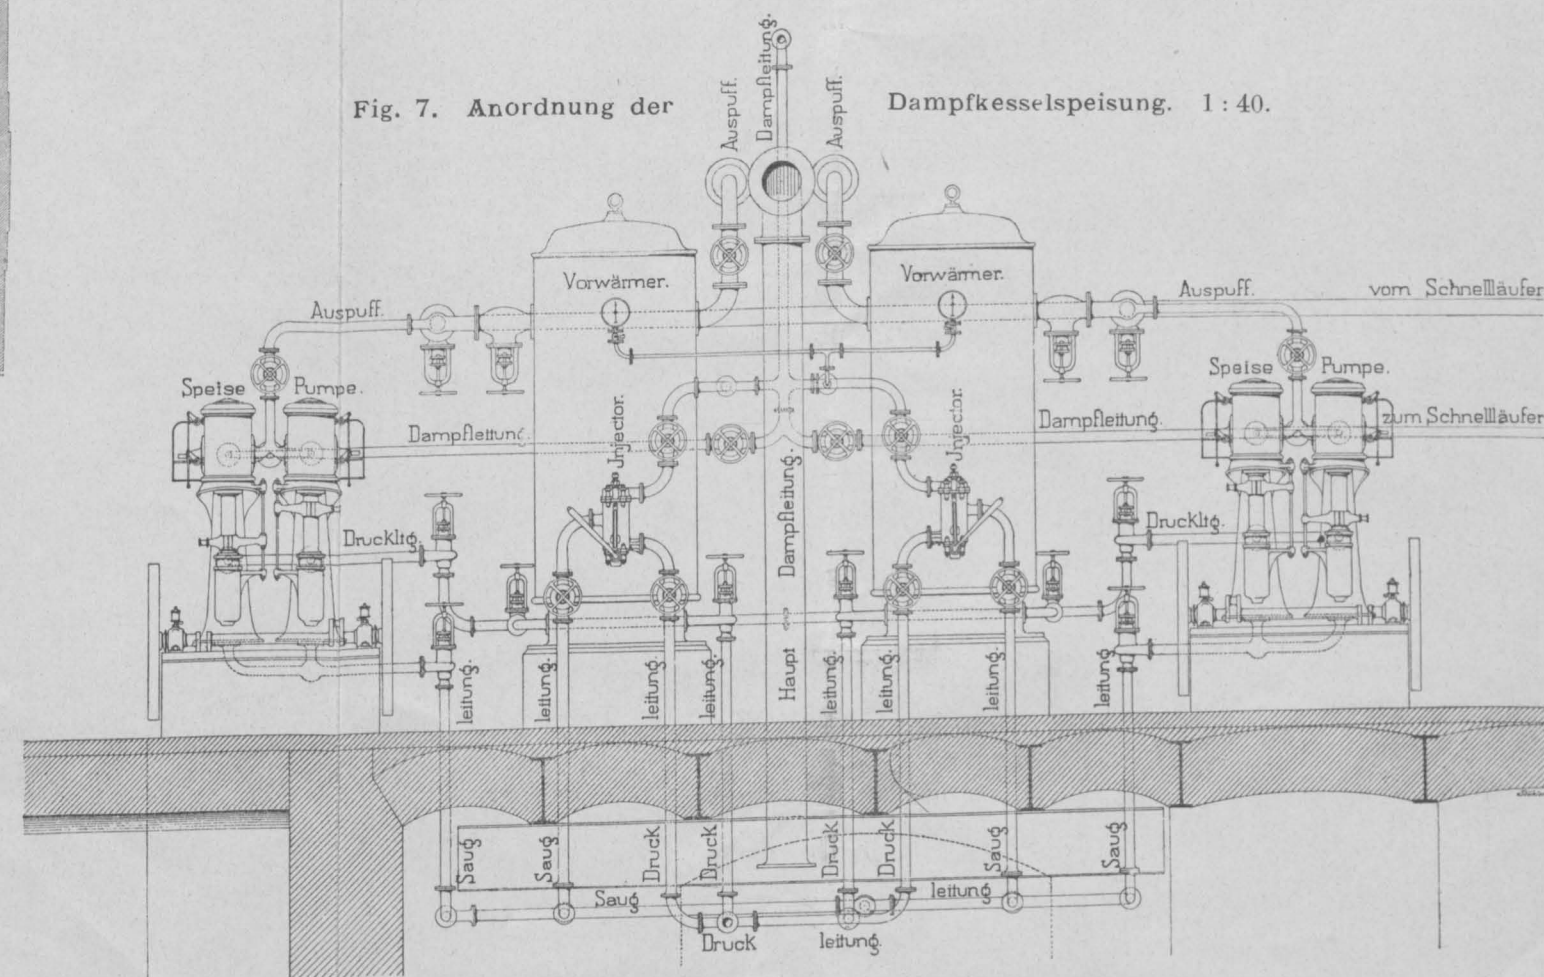 Fig. 7. Anordnung der Dampfkesselspeisung. 1 : 40.
Auspuff.
Dampfleitung.
Auspuff.
Vorwärmer.
Vorwärmer.
Auspuff.
Auspuff.
vom Schnellläufer
Speise Pumpe.
Speise Pumpe.
Dampfleitung.
Injector.
Injector.
Dampfleitung.
zum Schnellläufer
Druckltg.
Druckltg.
Haupt Dampfleitung.
Saug leitung.
Saug leitung.
Druck leitung.
Druck leitung.
Druck leitung.
Druck leitung.
Saug leitung.
Saug leitung
Saug leitung
Druck leitung.